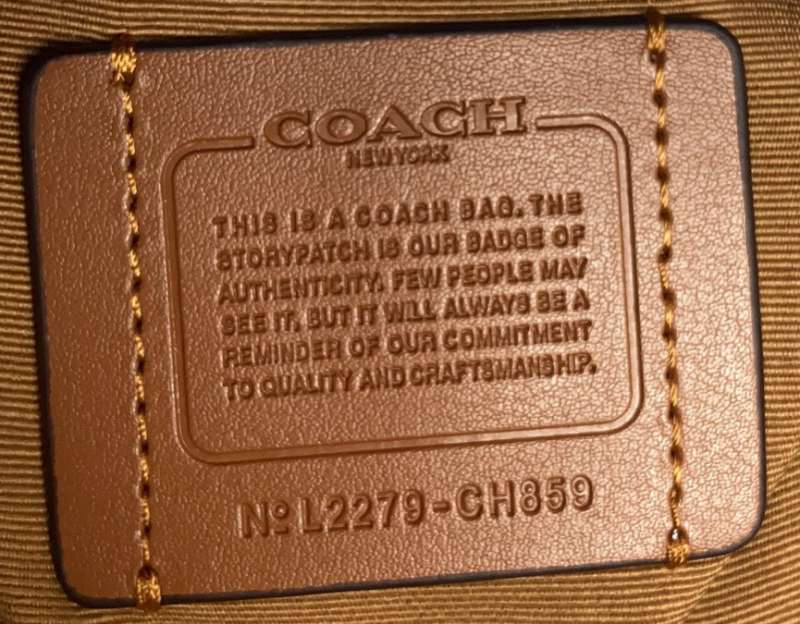 COACH
NEW YORK
THIS IS A COACH BAG. THE
STORYPATCH IS OUR BADGE OF
AUTHENTICITY. FEW PEOPLE MAY
SEE IT, BUT IT WILL ALWAYS BE A
REMINDER OF OUR COMMITMENT
TO QUALITY AND CRAFTSMANSHIP.
Nº L2279-CH859